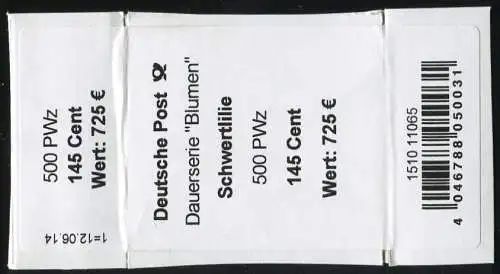 500 PWz
145 Cent
Wert: 725 €
1=12.06.14
Deutsche Post
Dauerserie "Blumen"
Schwertlilie
500 PWz
145 Cent
Wert: 725 €
1510 11065
4 046788 050031